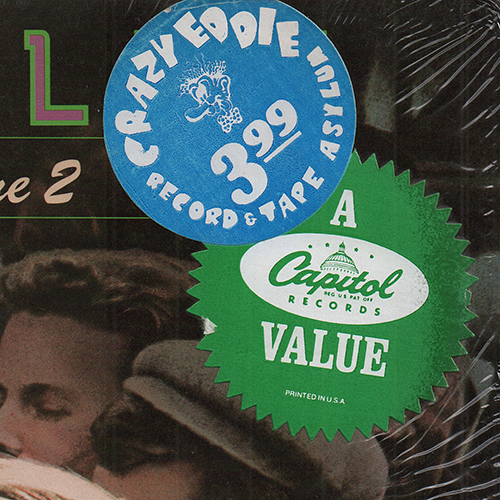 L
e 2
CRAZY EDDIE
3.99
RECORD & TAPE ASYLUM
A
Capitol
REG. U.S. PAT. OFF.
RECORDS
VALUE
PRINTED IN U.S.A.